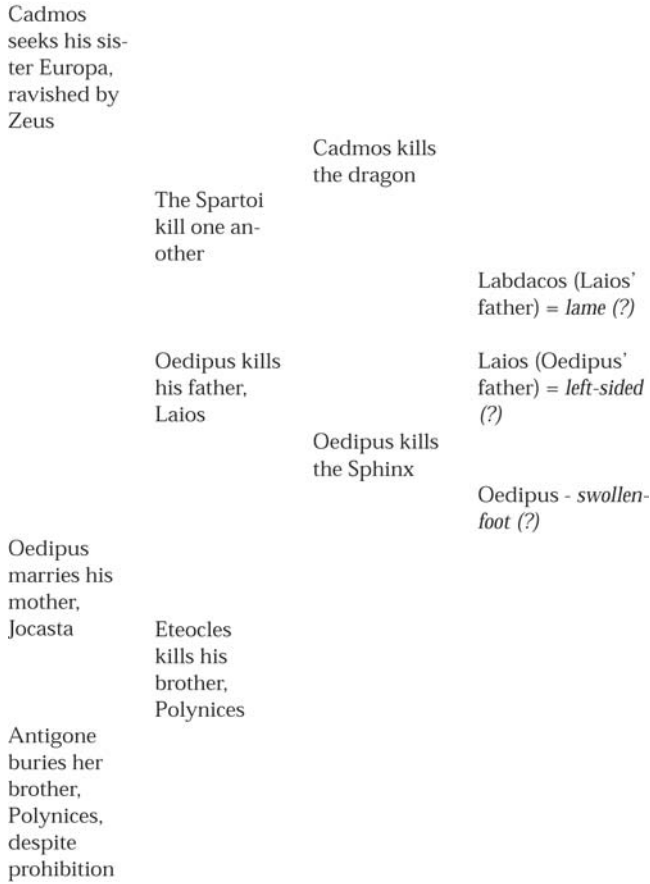 Cadmos
seeks his sis-
ter Europa,
ravished by
Zeus
Cadmos kills
the dragon
The Spartoi
kill one an-
other
Labdacos (Laios’
father) = lame (?)
Oedipus kills
his father,
Laios
Laios (Oedipus’
father) = left-sided
(?)
Oedipus kills
the Sphinx
Oedipus - swollen-
foot (?)
Oedipus
marries his
mother,
Jocasta
Eteocles
kills his
brother,
Polynices
Antigone
buries her
brother,
Polynices,
despite
prohibition